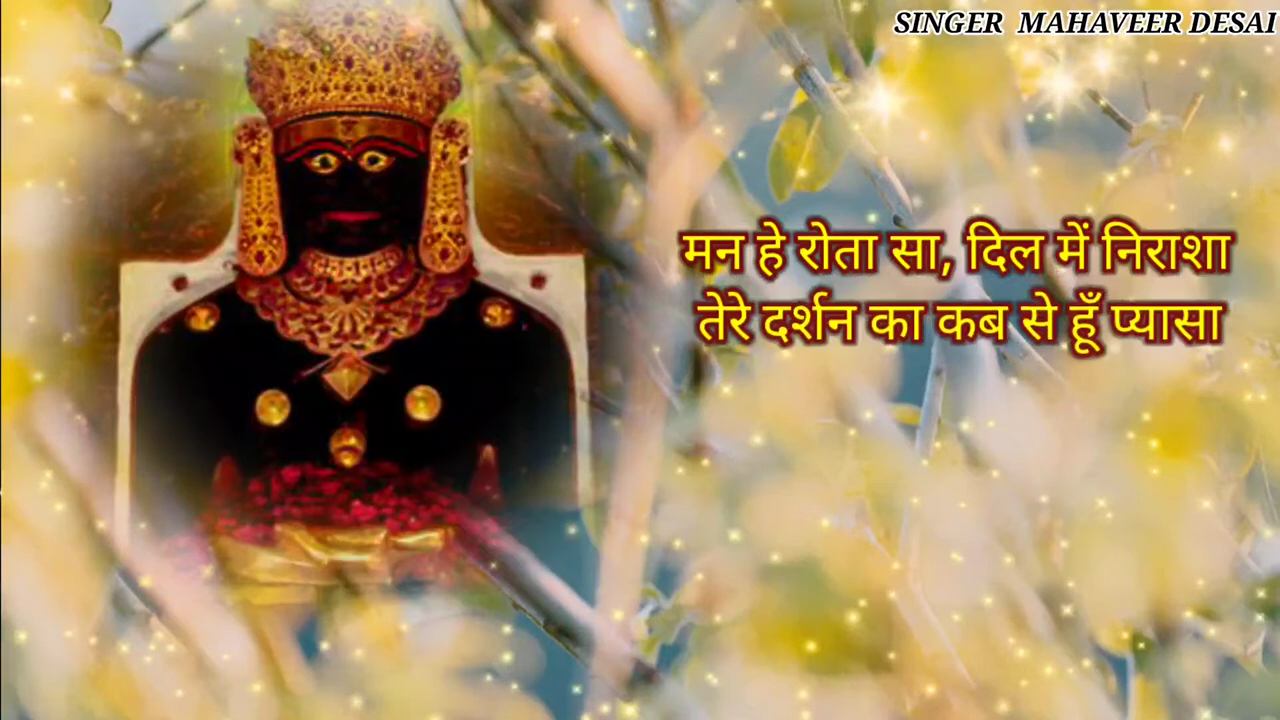 SINGER MAHAVEER DESAI
मन हे रोता सा, दिल में निराशा
तेरे दर्शन का कब से हूँ प्यासा